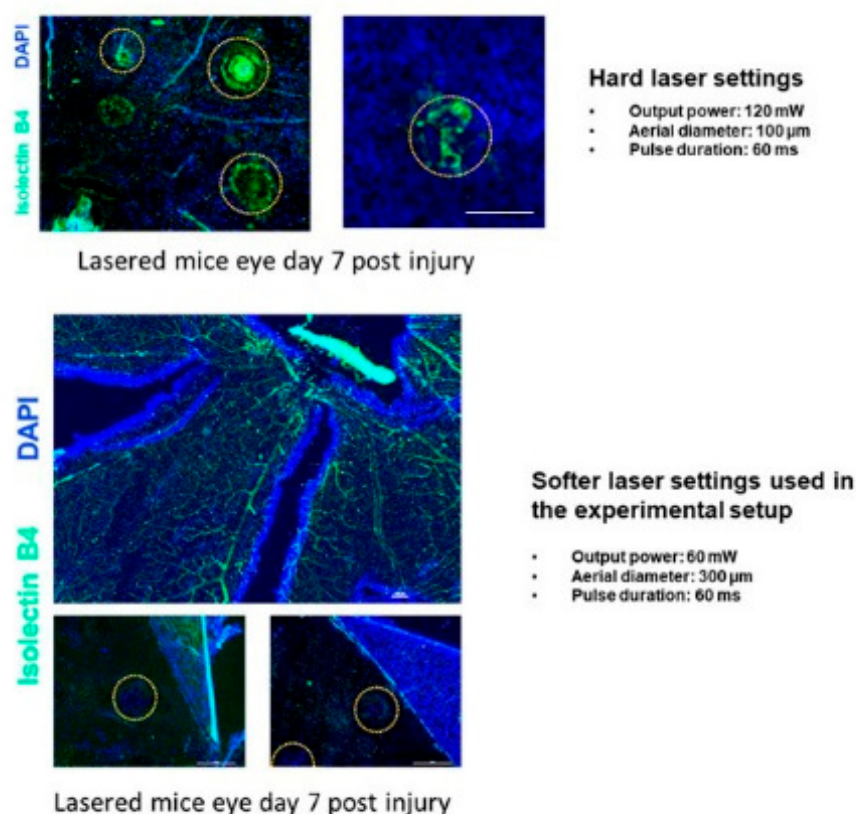 Isolectin B4 DAPI
Hard laser settings
• Output power: 120 mW
• Aerial diameter: 100 µm
• Pulse duration: 60 ms
Lasered mice eye day 7 post injury
Isolectin B4 DAPI
Softer laser settings used in
the experimental setup
• Output power: 60 mW
• Aerial diameter: 300 µm
• Pulse duration: 60 ms
Lasered mice eye day 7 post injury